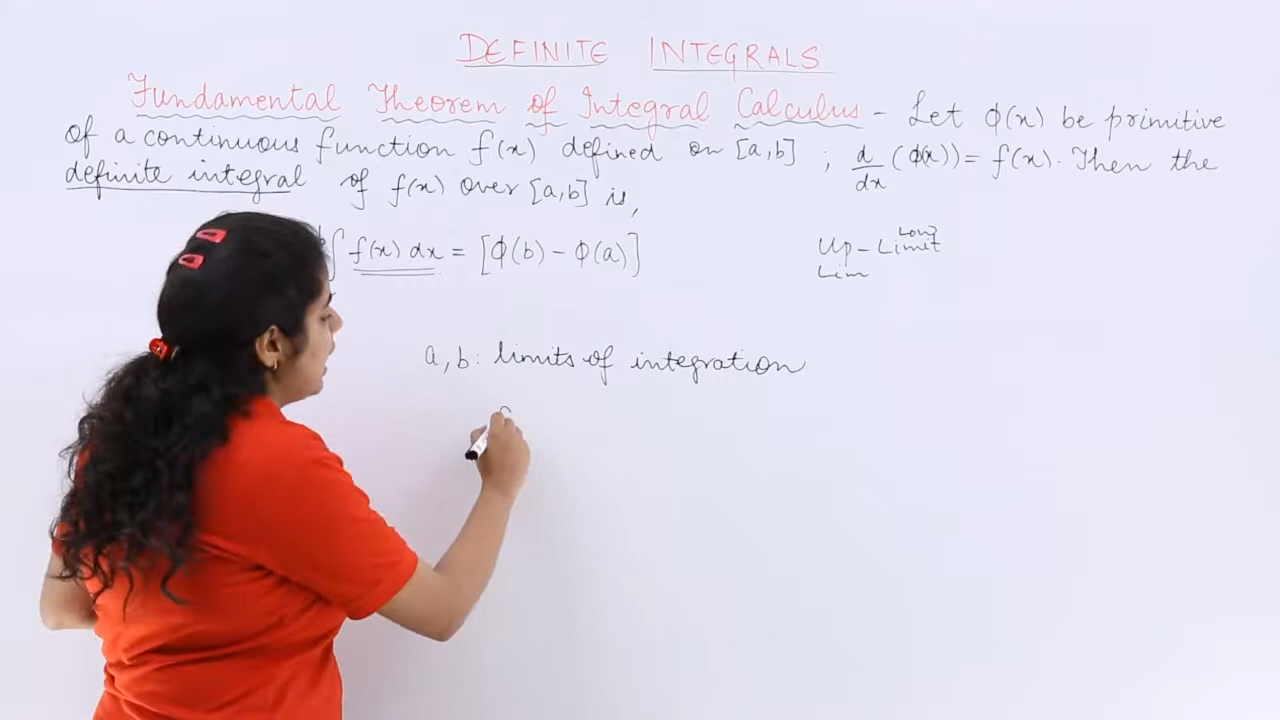 DEFINITE INTEGRALS
Fundamental Theorem of Integral Calculus - Let ϕ(x) be primitive
of a continuous function f(x) defined on [a,b] ; d/dx (ϕ(x)) = f(x). Then the
definite integral of f(x) over [a,b] is,
b∫ f(x) dx = [ϕ(b) - ϕ(a)]
Up - Limit
Lim
a, b: limits of integration